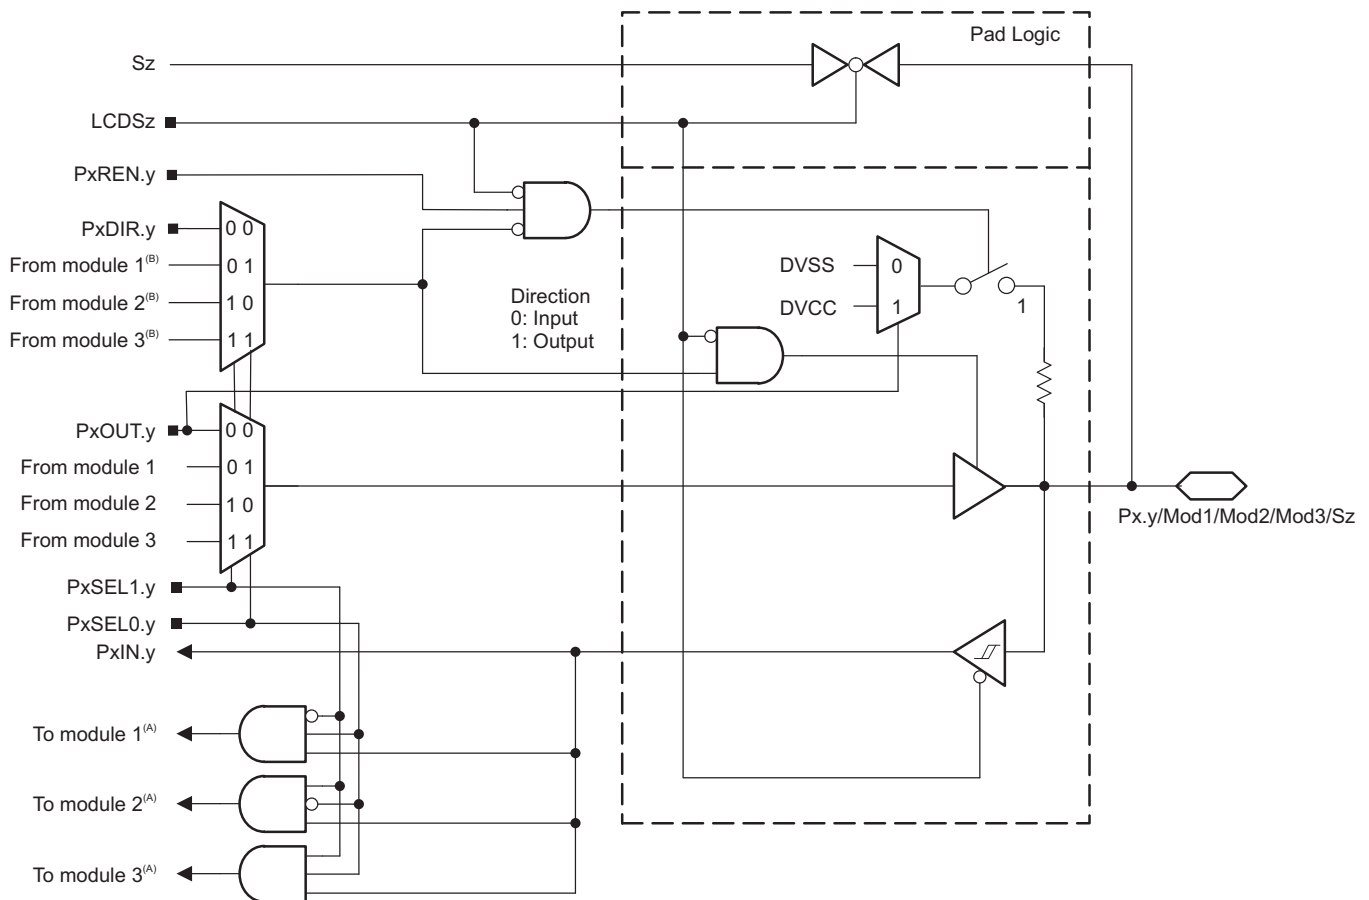 Pad Logic
Sz
LCDSz
PxREN.y
PxDIR.y
0 0
From module 1(B)
0 1
From module 2(B)
1 0
From module 3(B)
1 1
Direction
0: Input
1: Output
DVSS
0
DVCC
1
1
PxOUT.y
0 0
From module 1
0 1
From module 2
1 0
From module 3
1 1
Px.y/Mod1/Mod2/Mod3/Sz
PxSEL1.y
PxSEL0.y
PxIN.y
To module 1(A)
To module 2(A)
To module 3(A)